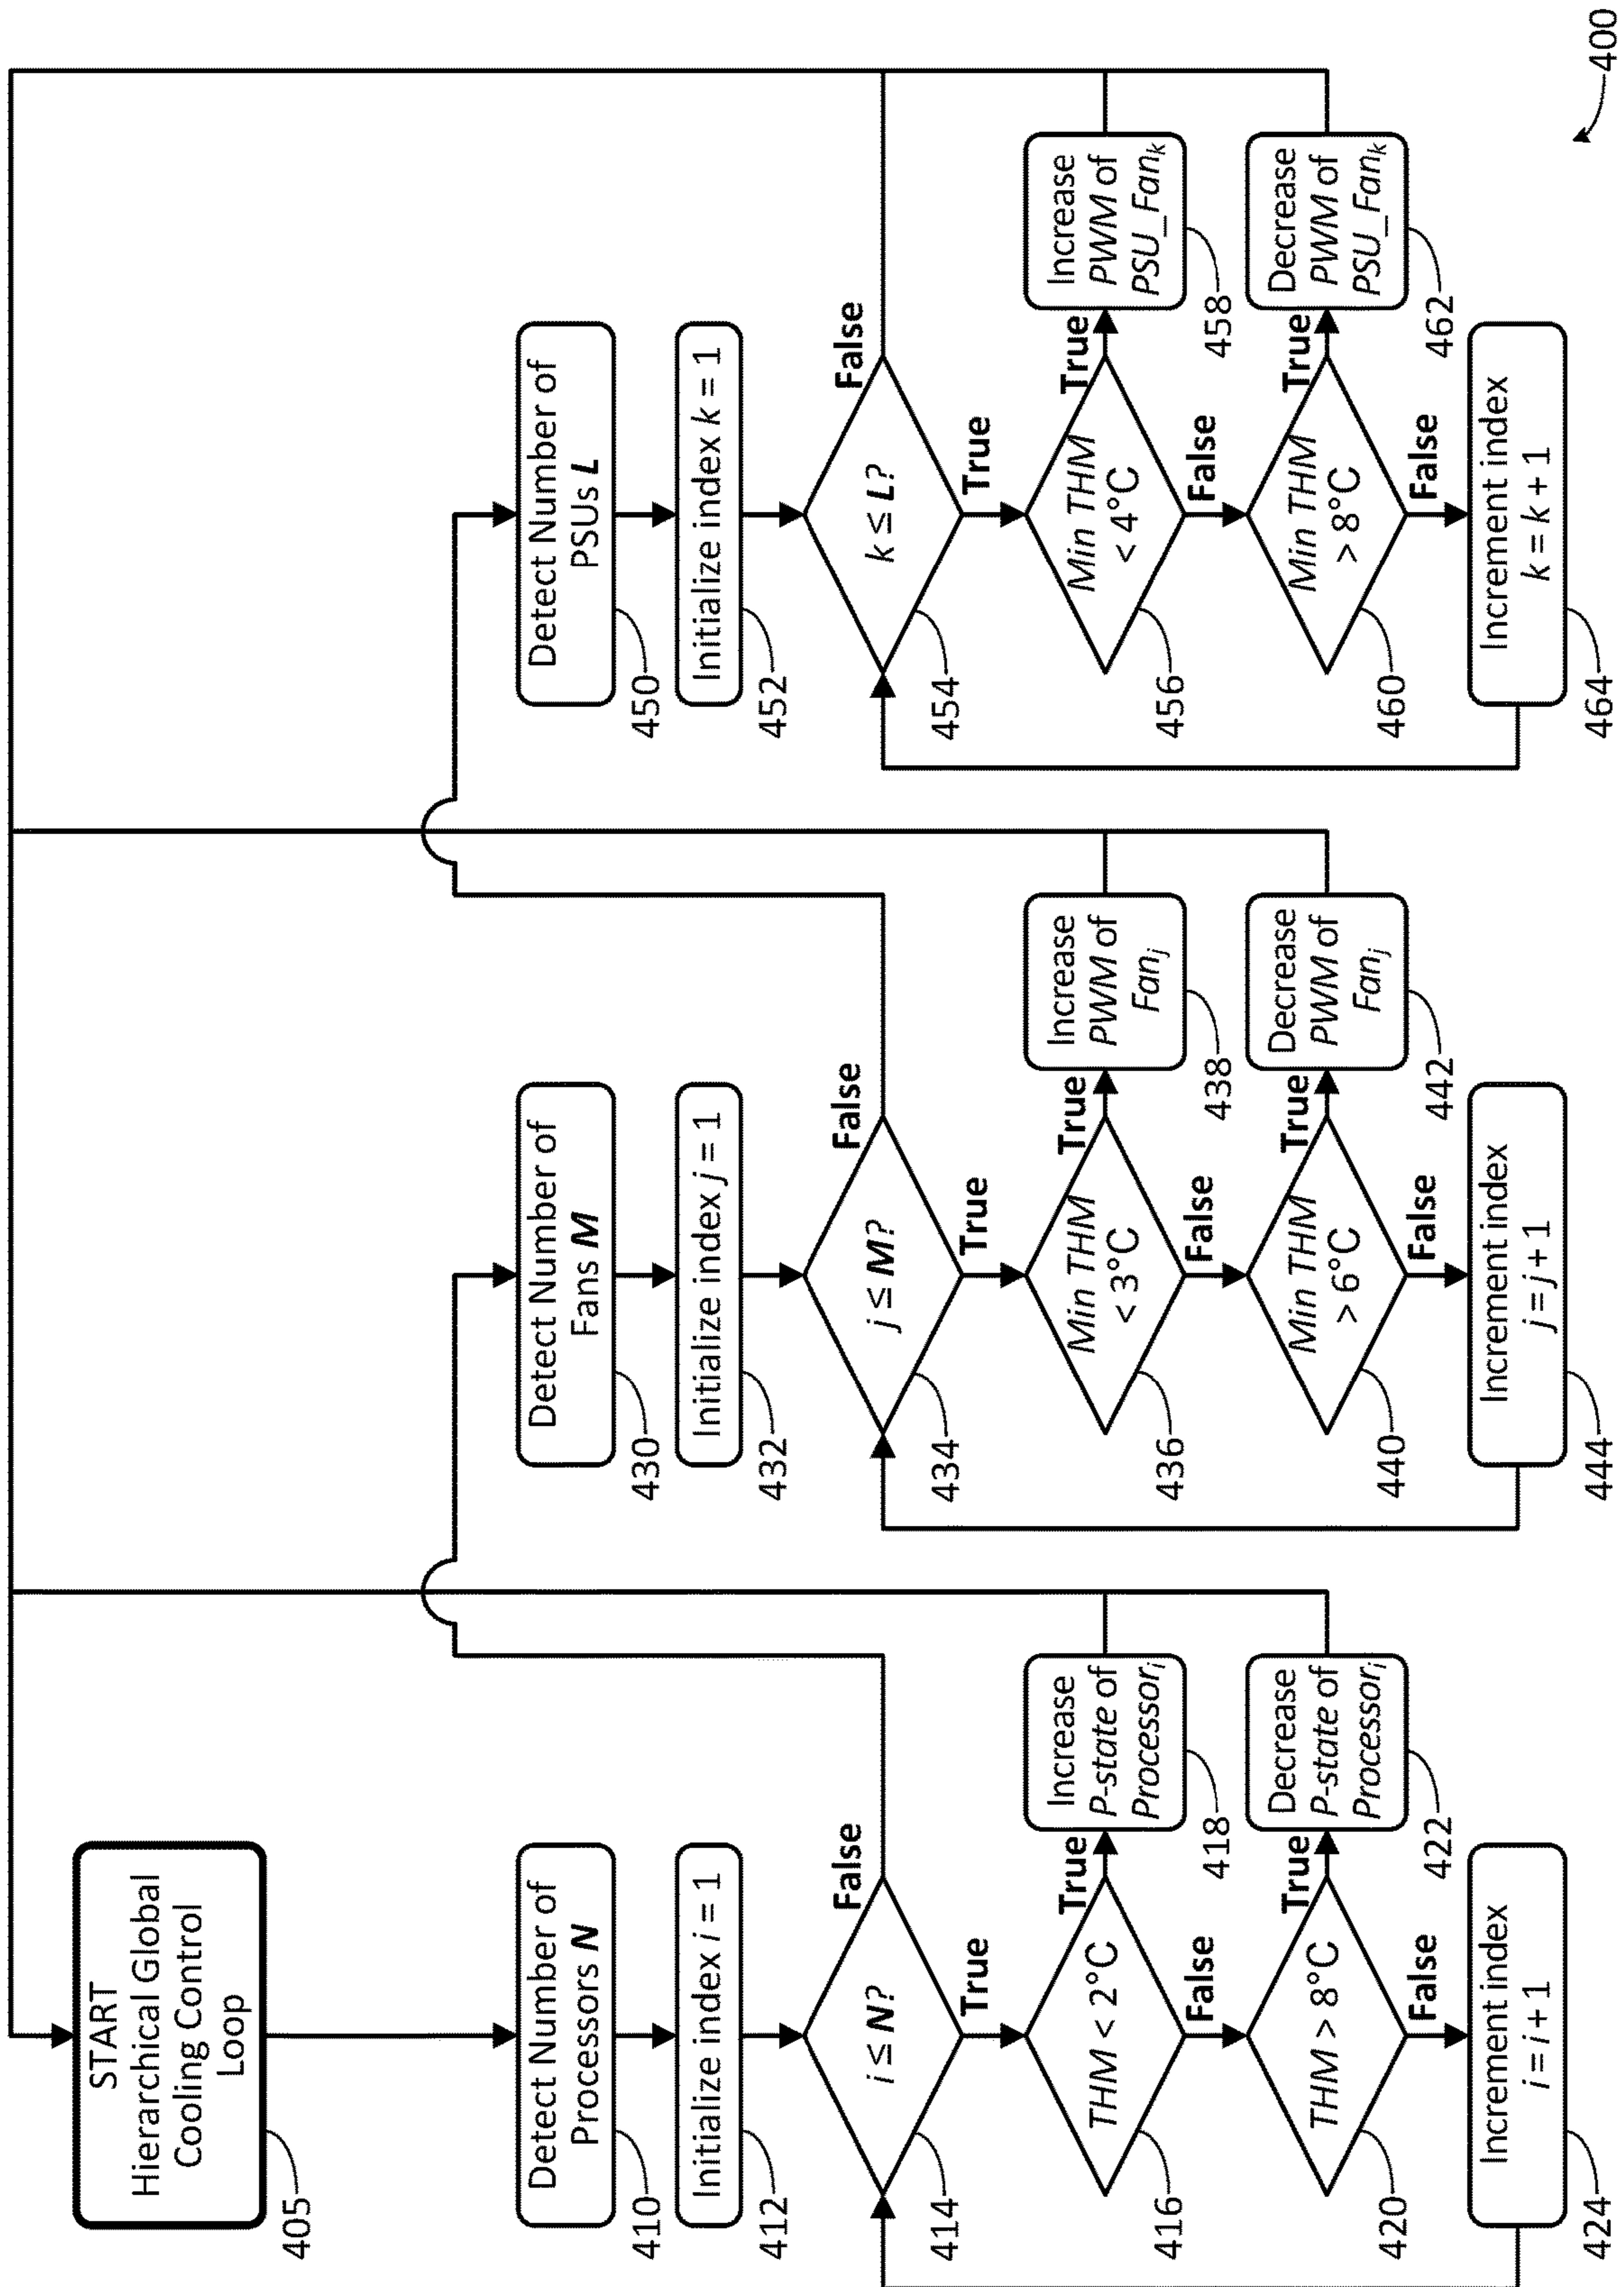 START
Hierarchical Global
Cooling Control
Loop
405
Detect Number of
Processors N
410
Initialize index i = 1
412
i ≤ N?
414
False
True
THM < 2°C
416
True
False
Increase
P-state of
Processorᵢ
418
THM > 8°C
420
True
False
Decrease
P-state of
Processorᵢ
422
Increment index
i = i + 1
424
Detect Number of
Fans M
430
Initialize index j = 1
432
j ≤ M?
434
False
True
Min THM
< 3°C
436
True
False
Increase
PWM of
Fanⱼ
438
Min THM
> 6°C
440
True
False
Decrease
PWM of
Fanⱼ
442
Increment index
j = j + 1
444
Detect Number of
PSUs L
450
Initialize index k = 1
452
k ≤ L?
454
False
True
Min THM
< 4°C
456
True
False
Increase
PWM of
PSU_Fanₖ
458
Min THM
> 8°C
460
True
False
Decrease
PWM of
PSU_Fanₖ
462
Increment index
k = k + 1
464
400